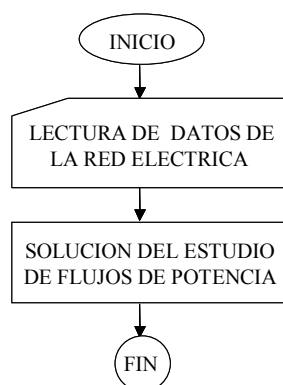 INICIO
LECTURA DE DATOS DE
LA RED ELECTRICA
SOLUCION DEL ESTUDIO
DE FLUJOS DE POTENCIA
FIN